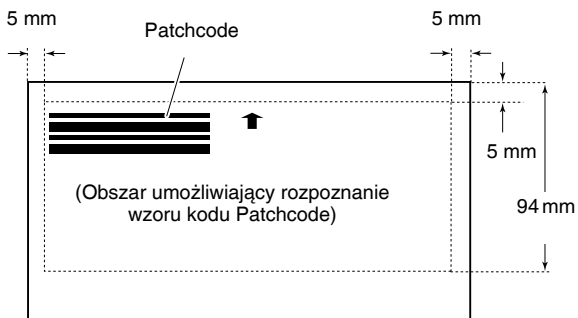 5 mm
Patchcode
5 mm
5 mm
94 mm
(Obszar umożliwiający rozpoznanie
wzoru kodu Patchcode)